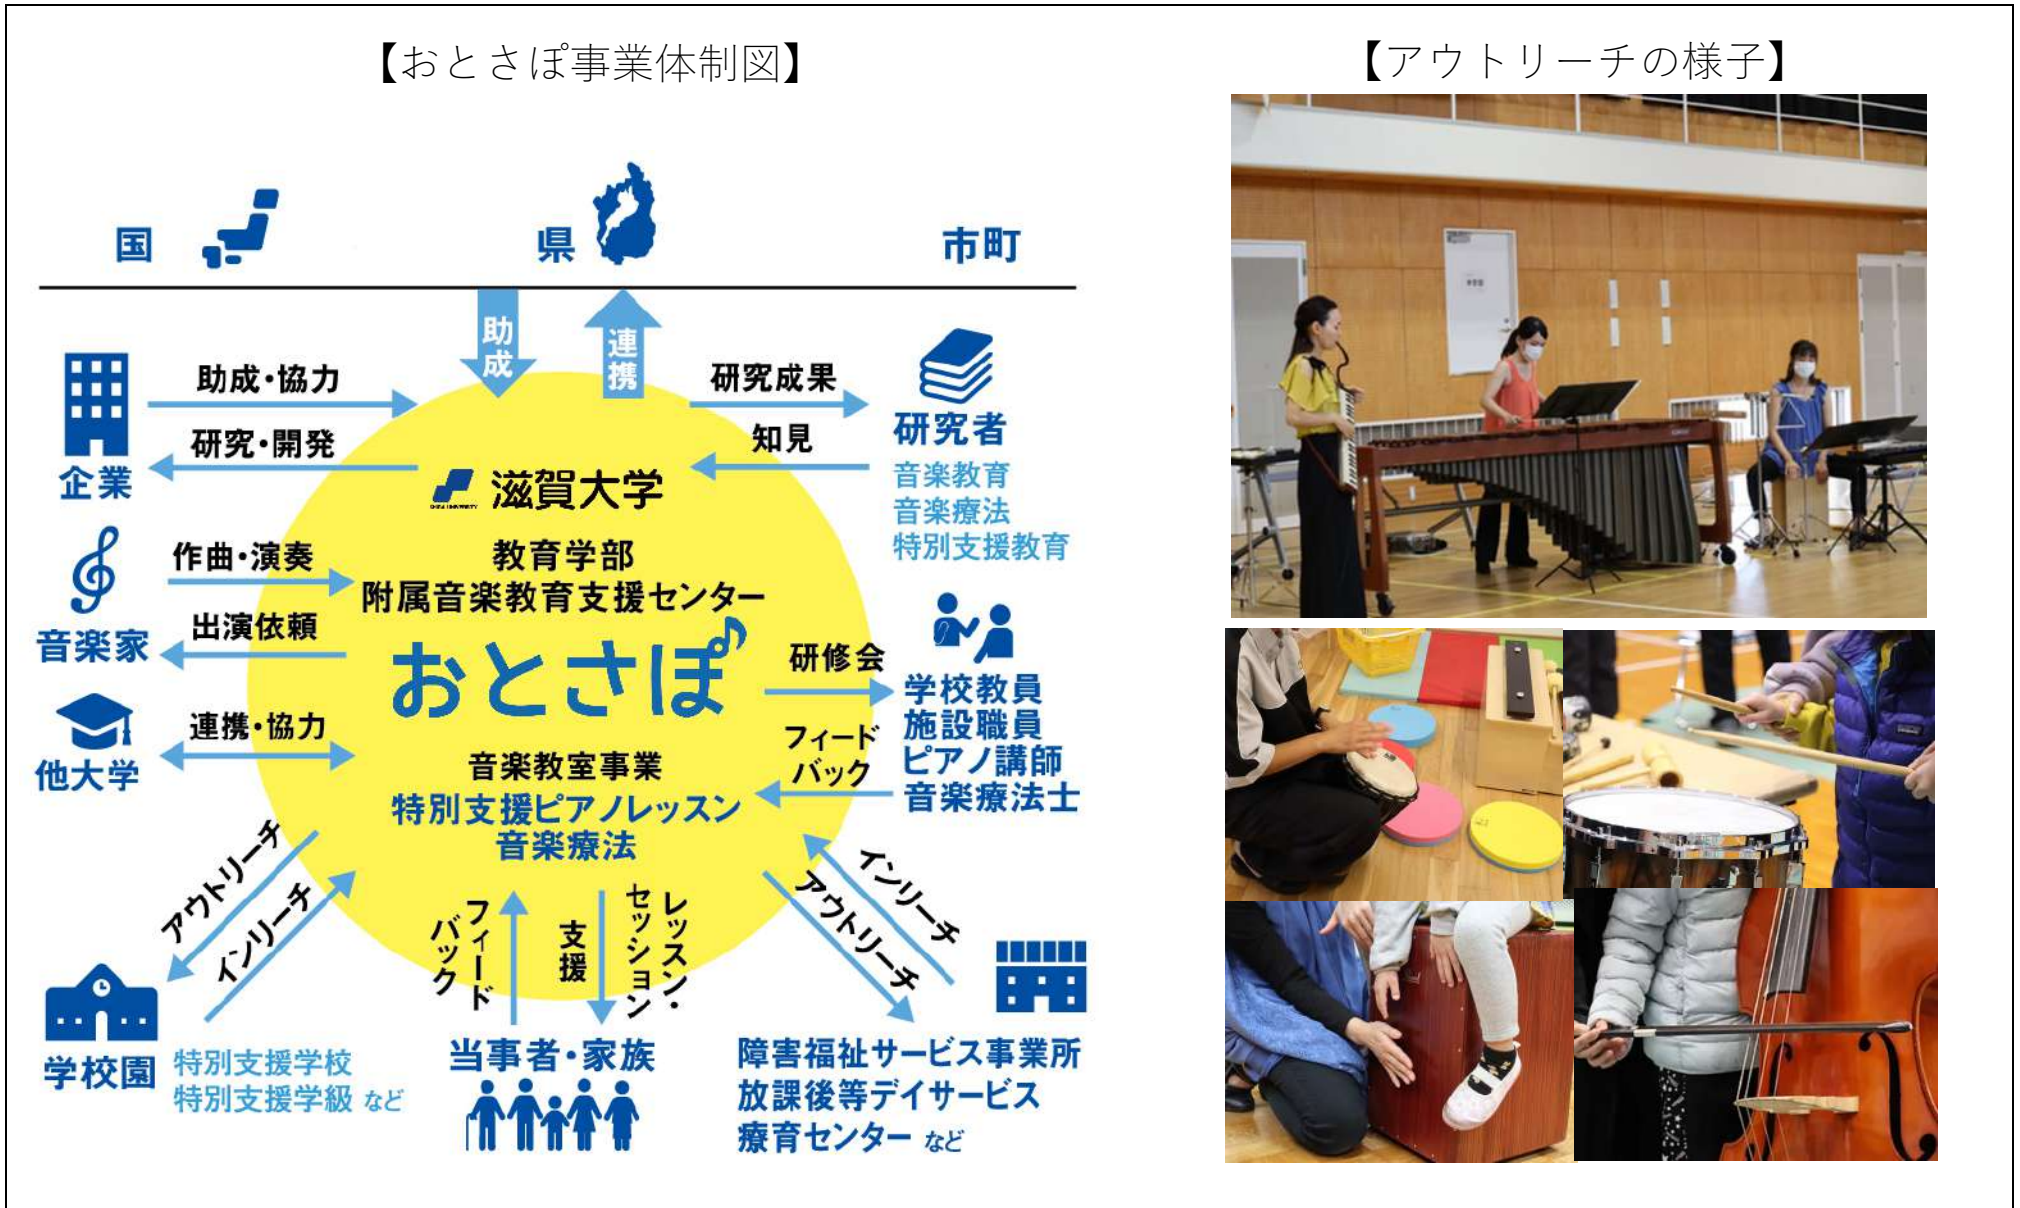 【おとさぽ事業体制図】
【アウトリーチの様子】
国
県
市町
助成
連携
助成・協力
研究・開発
企業
研究成果
知見
研究者
音楽教育
音楽療法
特別支援教育
滋賀大学
SHIGA UNIVERSITY
教育学部
附属音楽教育支援センター
おとさぽ♪
音楽教室事業
特別支援ピアノレッスン
音楽療法
作曲・演奏
出演依頼
音楽家
連携・協力
他大学
研修会
フィード
バック
学校教員
施設職員
ピアノ講師
音楽療法士
アウトリーチ
インリーチ
学校園
特別支援学校
特別支援学級 など
フィード
バック
支援
レッスン・
セッション
当事者・家族
インリーチ
アウトリーチ
障害福祉サービス事業所
放課後等デイサービス
療育センター など